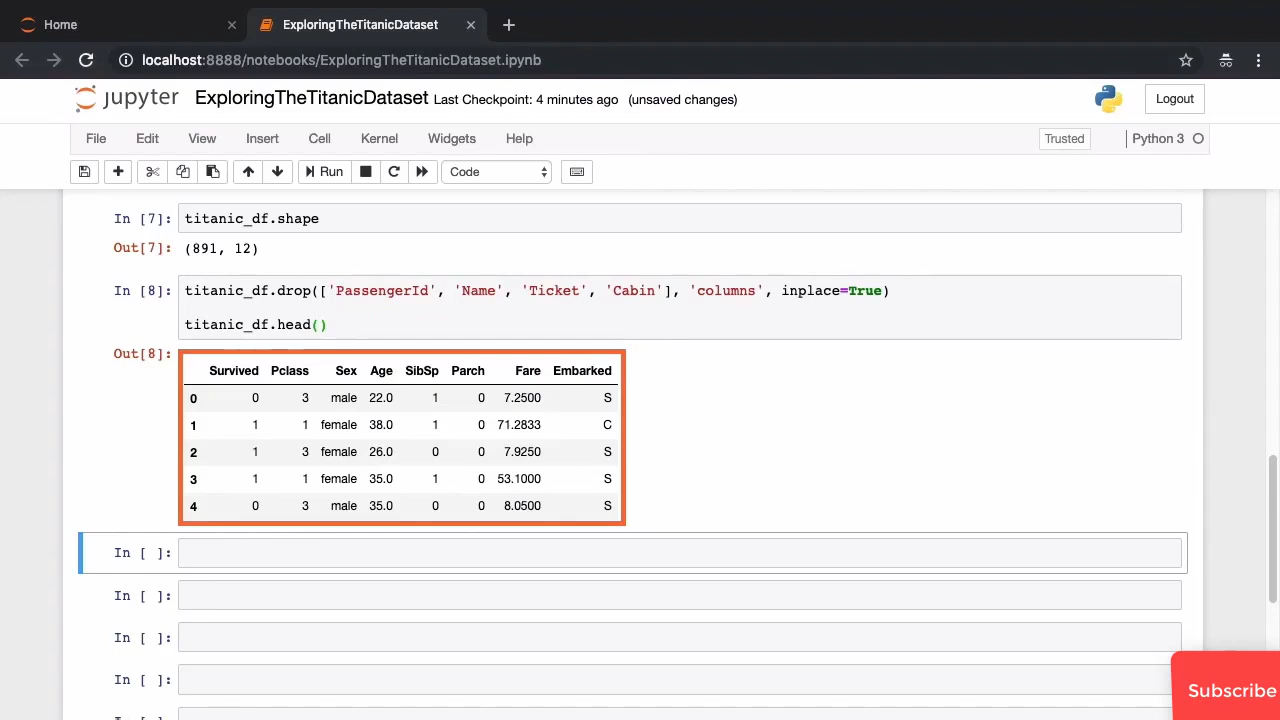 Home
ExploringTheTitanicDataset
localhost:8888/notebooks/ExploringTheTitanicDataset.ipynb
jupyter ExploringTheTitanicDataset Last Checkpoint: 4 minutes ago (unsaved changes)
Logout
File Edit View Insert Cell Kernel Widgets Help
Trusted
Python 3
Run
Code
In [7]: titanic_df.shape
Out[7]: (891, 12)
In [8]: titanic_df.drop(['PassengerId', 'Name', 'Ticket', 'Cabin'], 'columns', inplace=True)
titanic_df.head()
Out[8]:
Survived Pclass Sex Age SibSp Parch Fare Embarked
0 0 3 male 22.0 1 0 7.2500 S
1 1 1 female 38.0 1 0 71.2833 C
2 1 3 female 26.0 0 0 7.9250 S
3 1 1 female 35.0 1 0 53.1000 S
4 0 3 male 35.0 0 0 8.0500 S
In [ ]:
In [ ]:
In [ ]:
In [ ]:
Subscribe